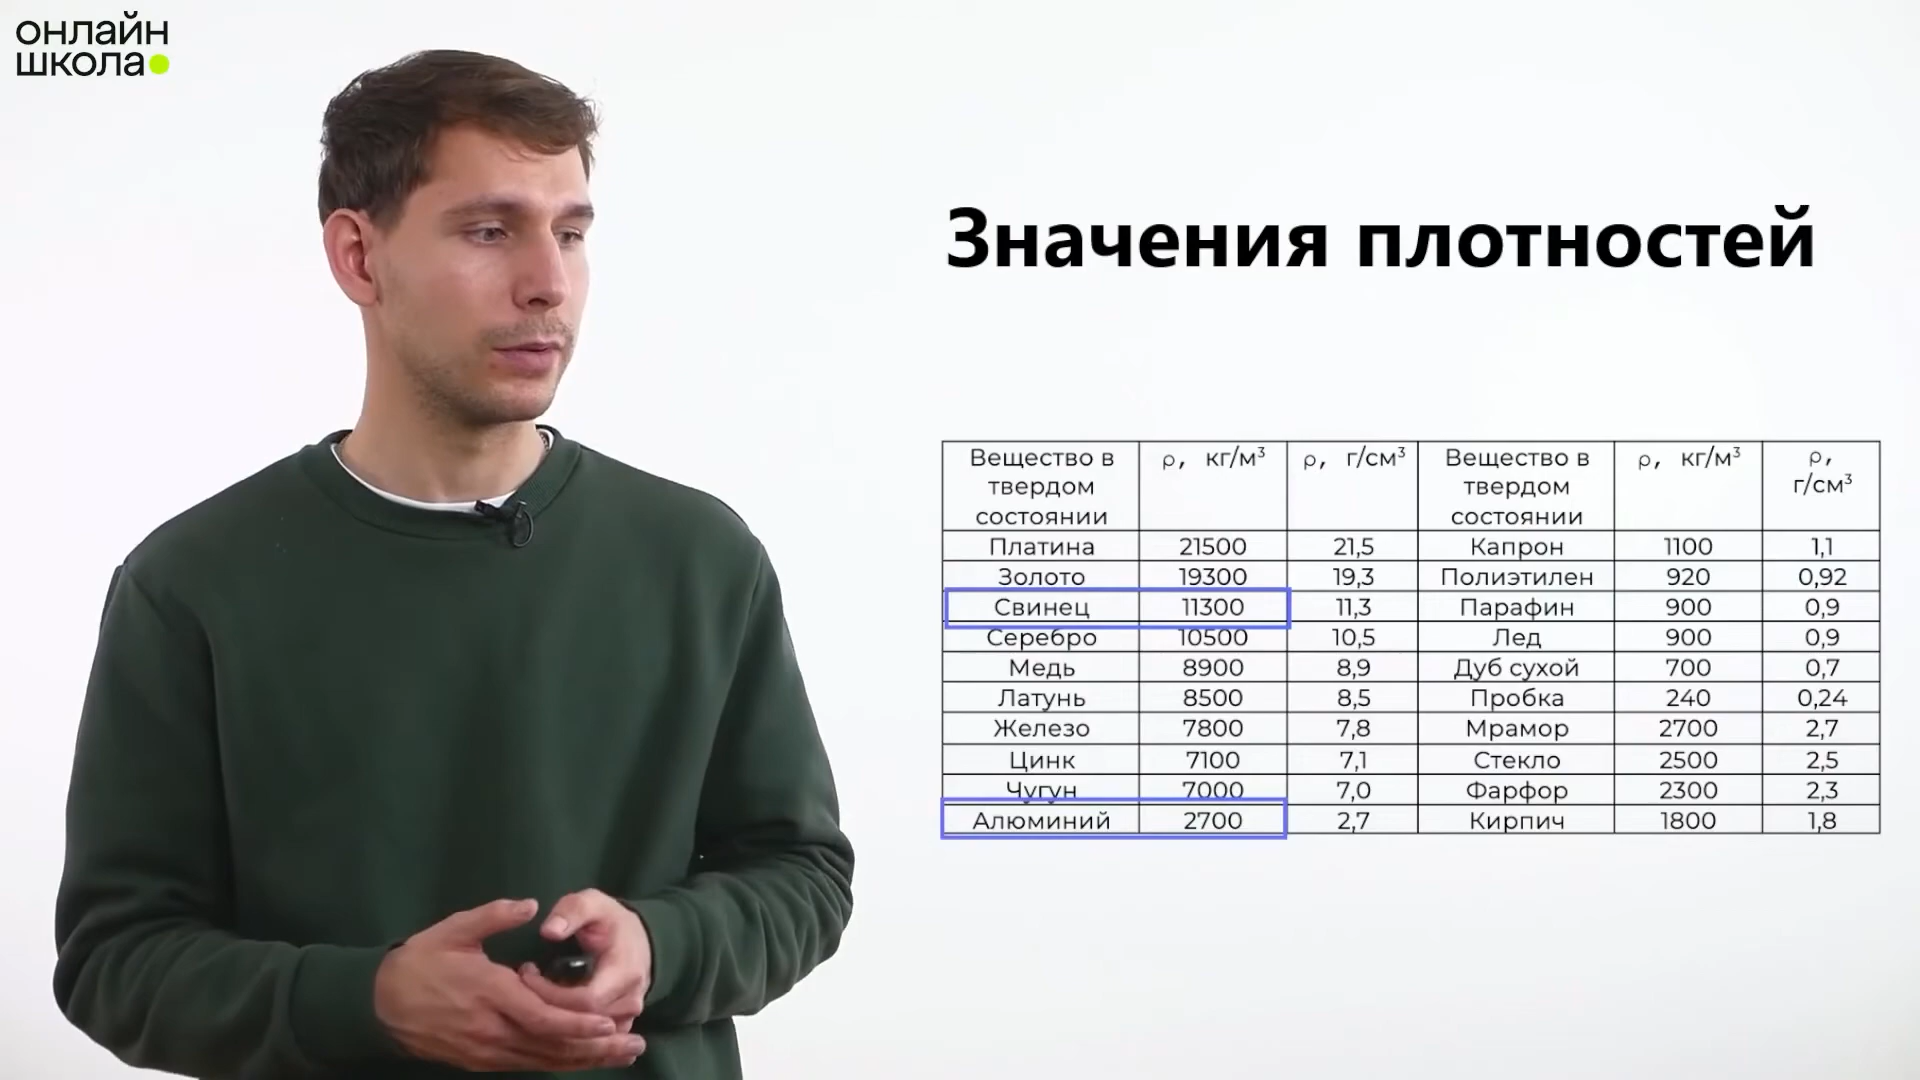 онлайн
школа
Значения плотностей
Вещество в твердом состоянии ρ, кг/м³ ρ, г/см³ Вещество в твердом состоянии ρ, кг/м³ ρ, г/см³
Платина 21500 21,5 Капрон 1100 1,1
Золото 19300 19,3 Полиэтилен 920 0,92
Свинец 11300 11,3 Парафин 900 0,9
Серебро 10500 10,5 Лед 900 0,9
Медь 8900 8,9 Дуб сухой 700 0,7
Латунь 8500 8,5 Пробка 240 0,24
Железо 7800 7,8 Мрамор 2700 2,7
Цинк 7100 7,1 Стекло 2500 2,5
Чугун 7000 7,0 Фарфор 2300 2,3
Алюминий 2700 2,7 Кирпич 1800 1,8